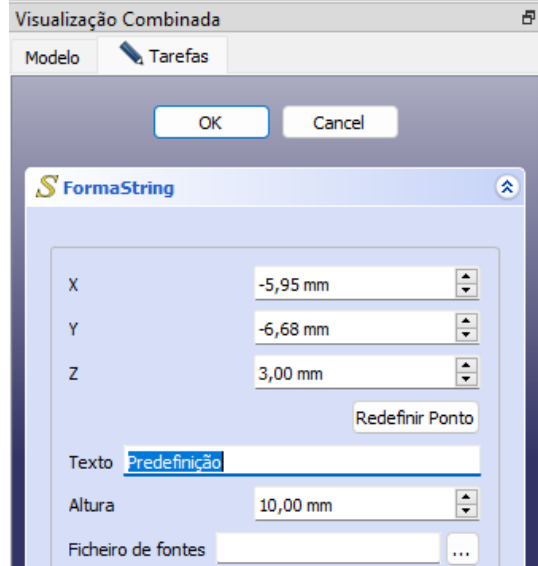 Visualização Combinada
Modelo Tarefas
OK Cancel
FormaString
X -5,95 mm
Y -6,68 mm
Z 3,00 mm
Redefinir Ponto
Texto Predefinição
Altura 10,00 mm
Ficheiro de fontes ...